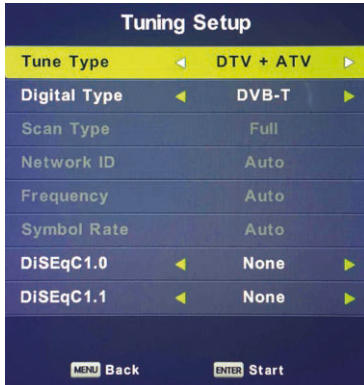 Tuning Setup
Tune Type DTV + ATV
Digital Type DVB-T
Scan Type Full
Network ID Auto
Frequency Auto
Symbol Rate Auto
DiSEqC1.0 None
DiSEqC1.1 None
MENU Back ENTER Start